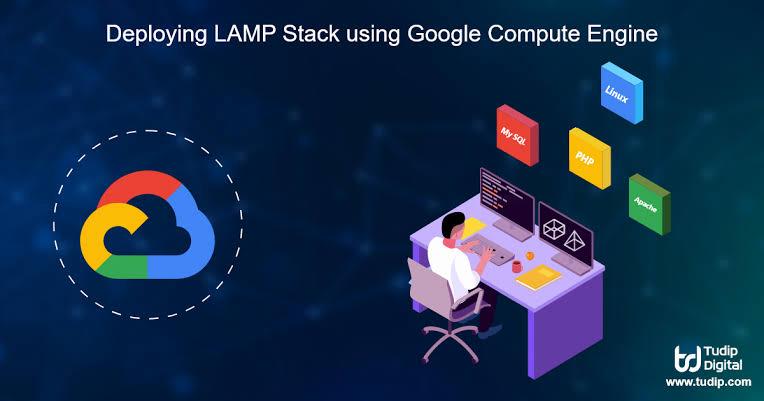 Deploying LAMP Stack using Google Compute Engine
Linux
My SQL
PHP
Apache
Tudip
Digital
www.tudip.com